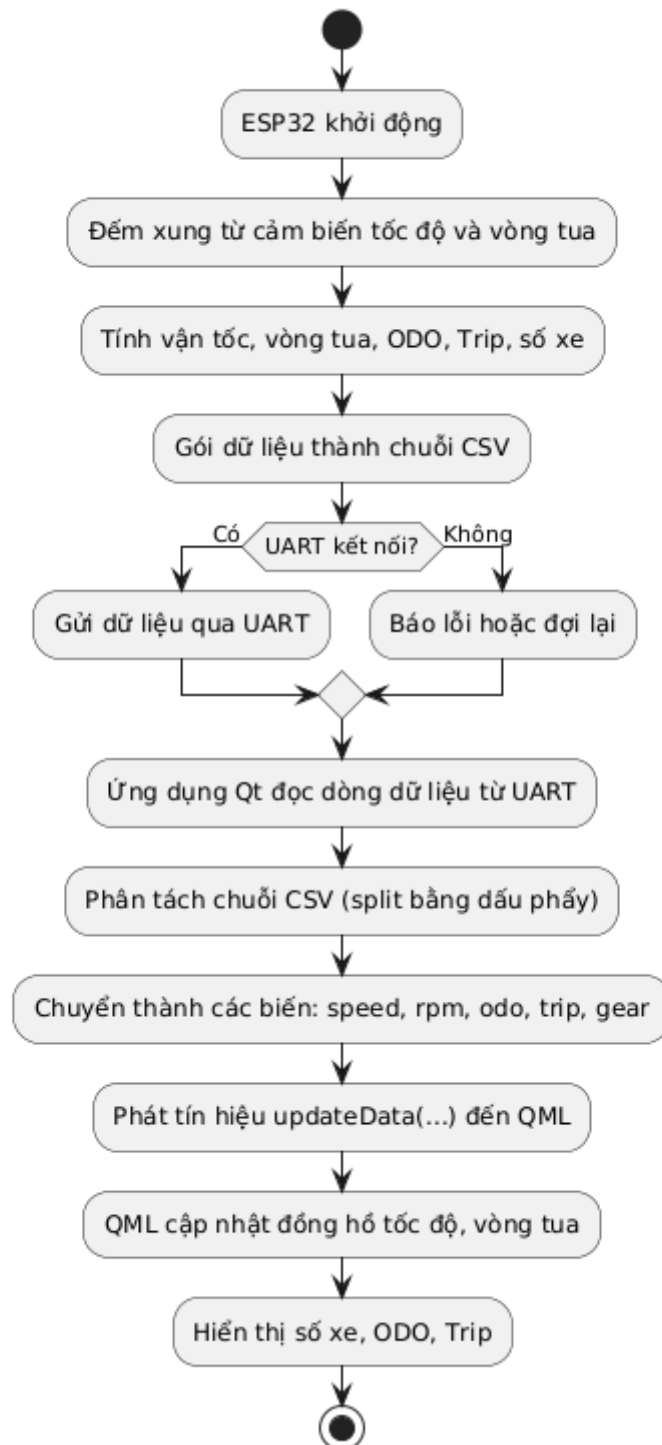 ESP32 khởi động
Đếm xung từ cảm biến tốc độ và vòng tua
Tính vận tốc, vòng tua, ODO, Trip, số xe
Gói dữ liệu thành chuỗi CSV
Có
UART kết nối?
Không
Gửi dữ liệu qua UART
Báo lỗi hoặc đợi lại
Ứng dụng Qt đọc dòng dữ liệu từ UART
Phân tách chuỗi CSV (split bằng dấu phẩy)
Chuyển thành các biến: speed, rpm, odo, trip, gear
Phát tín hiệu updateData(...) đến QML
QML cập nhật đồng hồ tốc độ, vòng tua
Hiển thị số xe, ODO, Trip